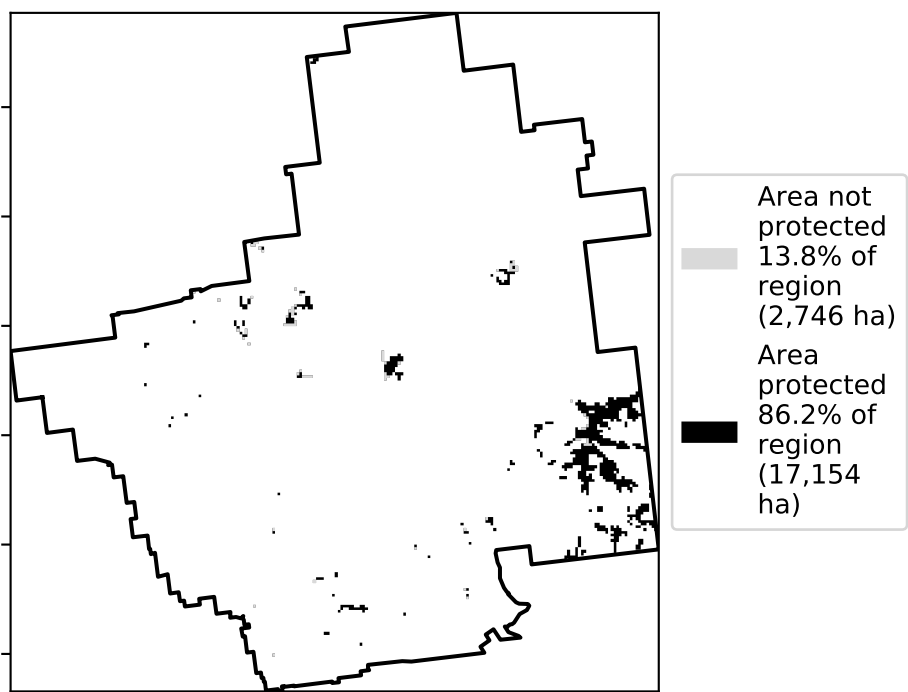 Area not
protected
13.8% of
region
(2,746 ha)
Area
protected
86.2% of
region
(17,154
ha)